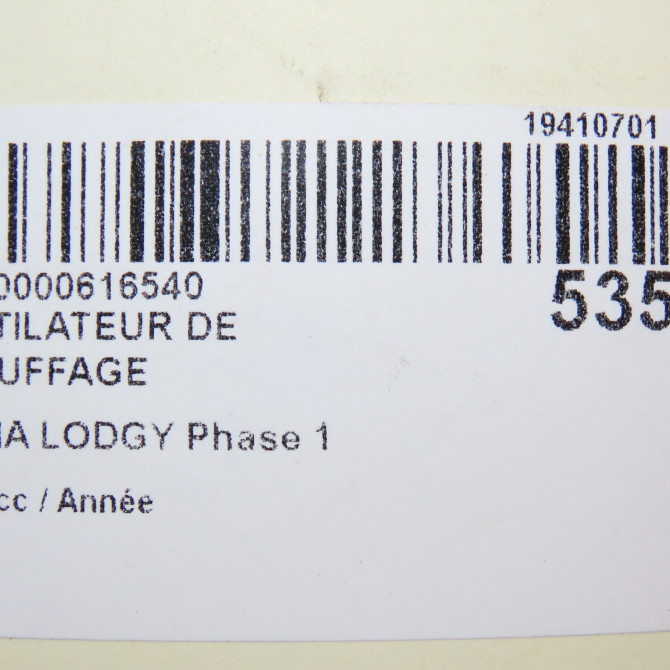 19410701
0000616540
535
TILATEUR DE
UFFAGE
IA LODGY Phase 1
cc / Année